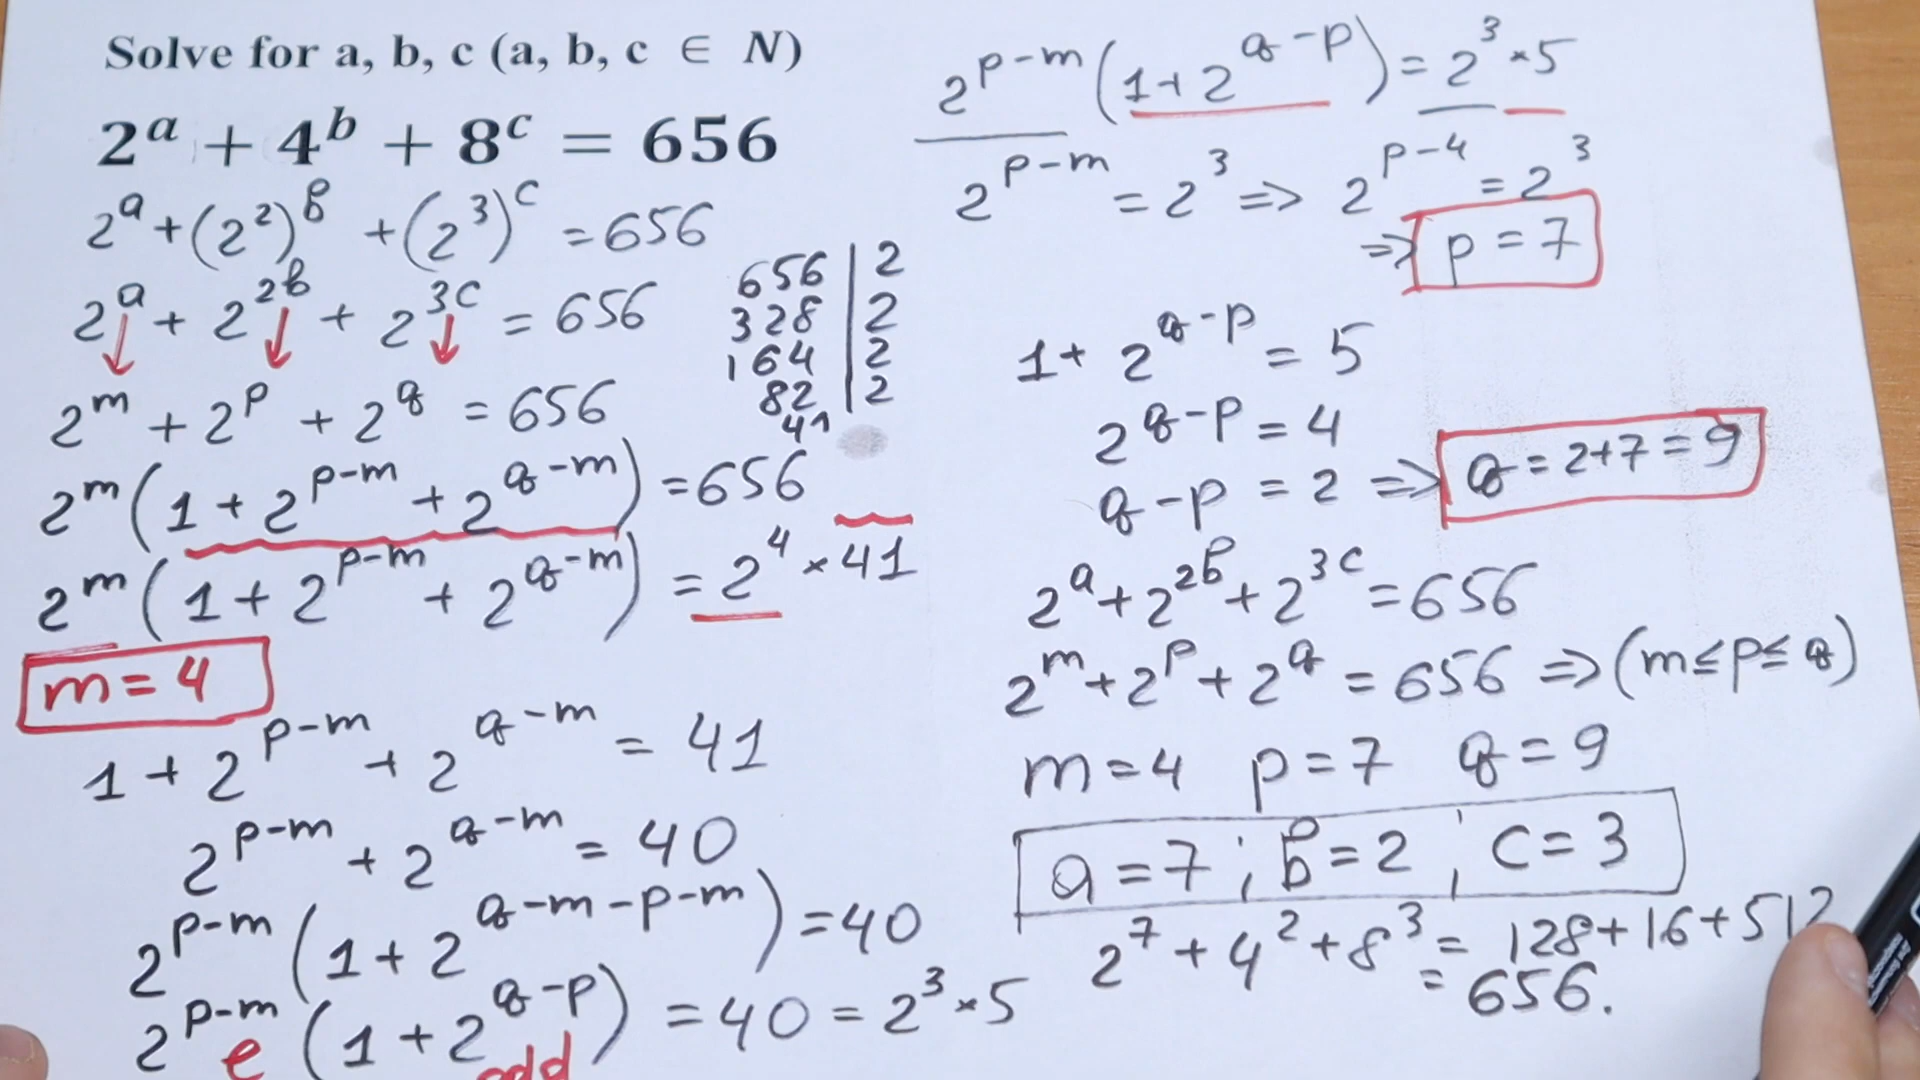 Solve for a, b, c (a, b, c ∈ N)
2^a + 4^b + 8^c = 656
2^a + (2^2)^b + (2^3)^c = 656
2^a + 2^2b + 2^3c = 656
2^m + 2^p + 2^q = 656
656 | 2
328 | 2
164 | 2
82 | 2
41
2^m (1 + 2^p-m + 2^q-m) = 656
2^m (1 + 2^p-m + 2^q-m) = 2^4 × 41
m = 4
1 + 2^p-m + 2^q-m = 41
2^p-m + 2^q-m = 40
2^p-m (1 + 2^q-m-p-m) = 40
2^p-m (1 + 2^q-p) = 40 = 2^3 × 5
e odd
2^p-m (1 + 2^q-p) = 2^3 × 5
2^p-m = 2^3 => 2^p-4 = 2^3
=> p = 7
1 + 2^q-p = 5
2^q-p = 4
q-p = 2 => q = 2+7 = 9
2^a + 2^2b + 2^3c = 656
2^m + 2^p + 2^q = 656 => (m ≤ p ≤ q)
m = 4 p = 7 q = 9
a = 7 ; b = 2 ; c = 3
2^7 + 4^2 + 8^3 = 128 + 16 + 512
= 656.